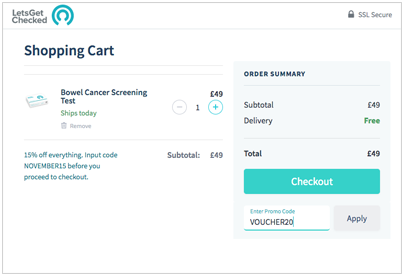 LetsGet
Checked
SSL Secure
Shopping Cart
Bowel Cancer Screening
Test
£49
Ships today
1
Remove
15% off everything. Input code
NOVEMBER15 before you
proceed to checkout.
Subtotal: £49
ORDER SUMMARY
Subtotal £49
Delivery Free
Total £49
Checkout
Enter Promo Code
VOUCHER20
Apply